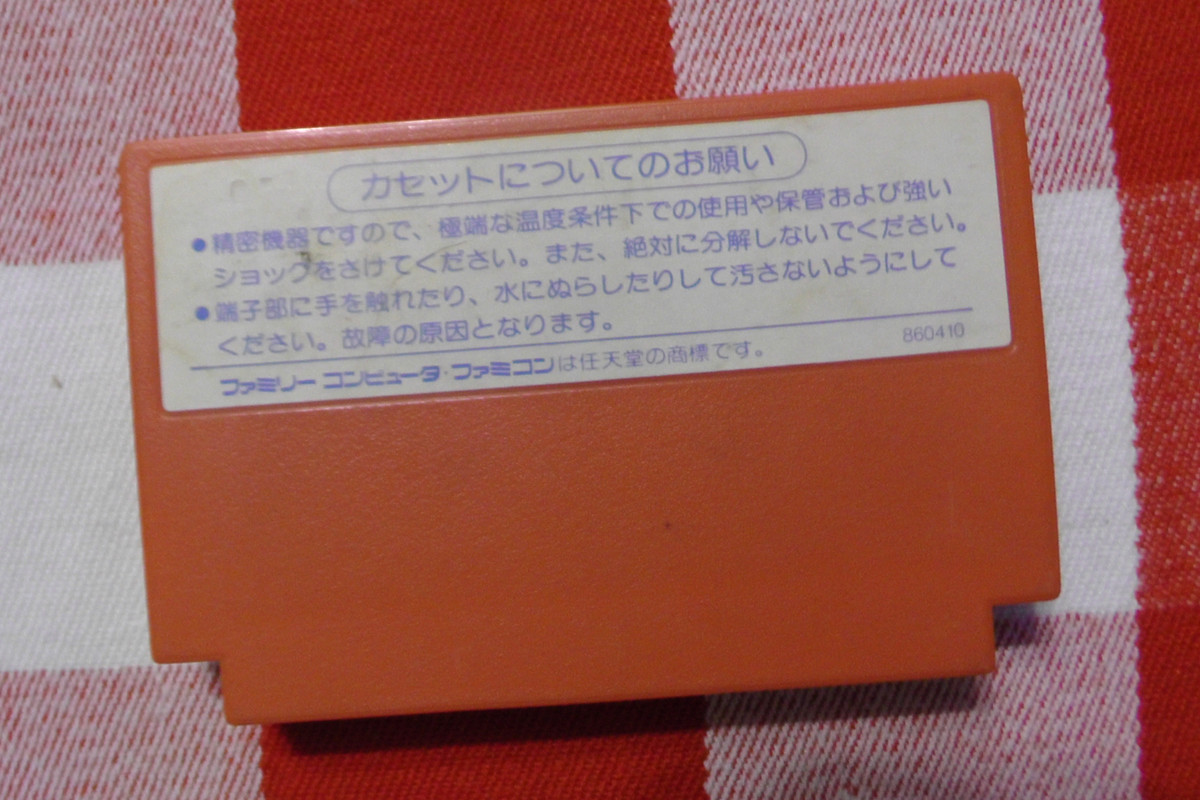 カセットについてのお願い
●精密機器ですので、極端な温度条件下での使用や保管および強い
ショックをさけてください。また、絶対に分解しないでください。
●端子部に手を触れたり、水にぬらしたりして汚さないようにして
ください。故障の原因となります。
ファミリーコンピュータ・ファミコンは任天堂の商標です。
860410